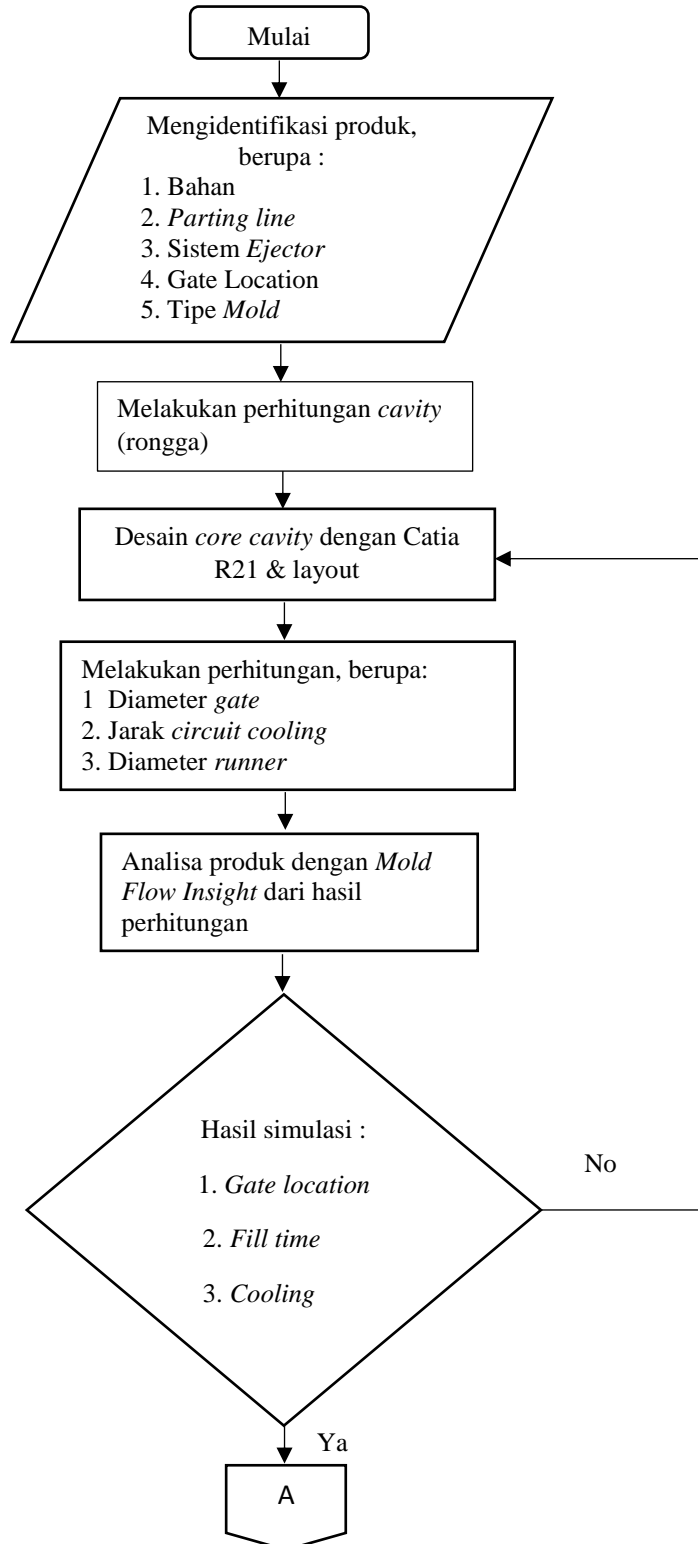 Mulai
Mengidentifikasi produk,
berupa :
1. Bahan
2. Parting line
3. Sistem Ejector
4. Gate Location
5. Tipe Mold
Melakukan perhitungan cavity
(rongga)
Desain core cavity dengan Catia
R21 & layout
Melakukan perhitungan, berupa:
1 Diameter gate
2. Jarak circuit cooling
3. Diameter runner
Analisa produk dengan Mold
Flow Insight dari hasil
perhitungan
Hasil simulasi :
1. Gate location
2. Fill time
3. Cooling
No
Ya
A